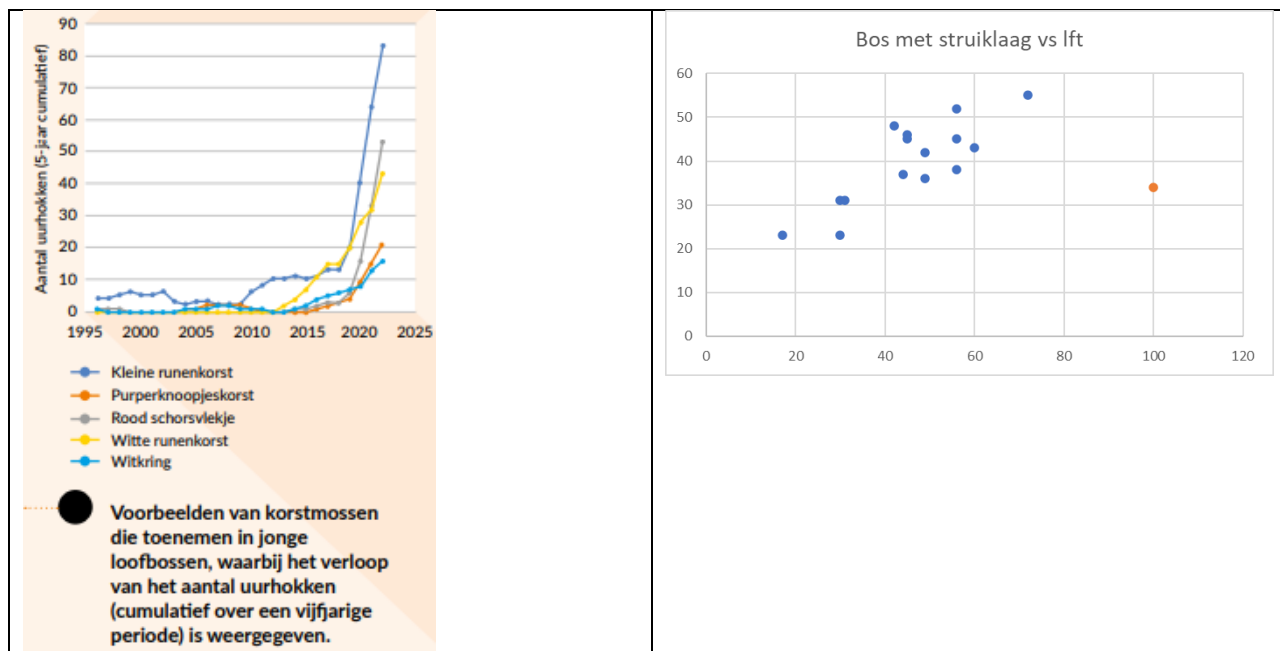 Aantal uurhokken (5-jaar cumulatief)
90
80
70
60
50
40
30
20
10
0
1995 2000 2005 2010 2015 2020 2025
Kleine runenkorst
Purperknoopjeskorst
Rood schorsvlekje
Witte runenkorst
Witkring
Voorbeelden van korstmossen
die toenemen in jonge
loofbossen, waarbij het verloop
van het aantal uurhokken
(cumulatief over een vijfjarige
periode) is weergegeven.
Bos met struiklaag vs lft
60
50
40
30
20
10
0
0 20 40 60 80 100 120